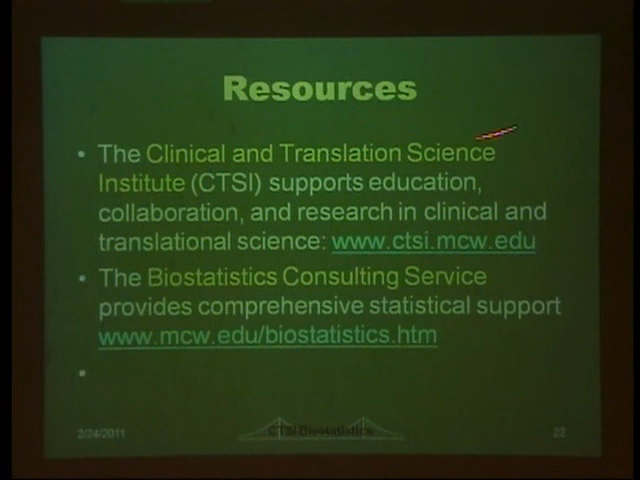 Resources
• The Clinical and Translation Science
Institute (CTSI) supports education,
collaboration, and research in clinical and
translational science: www.ctsi.mcw.edu
• The Biostatistics Consulting Service
provides comprehensive statistical support
www.mcw.edu/biostatistics.htm
•
2/24/2011 CTSI Biostatistics 22